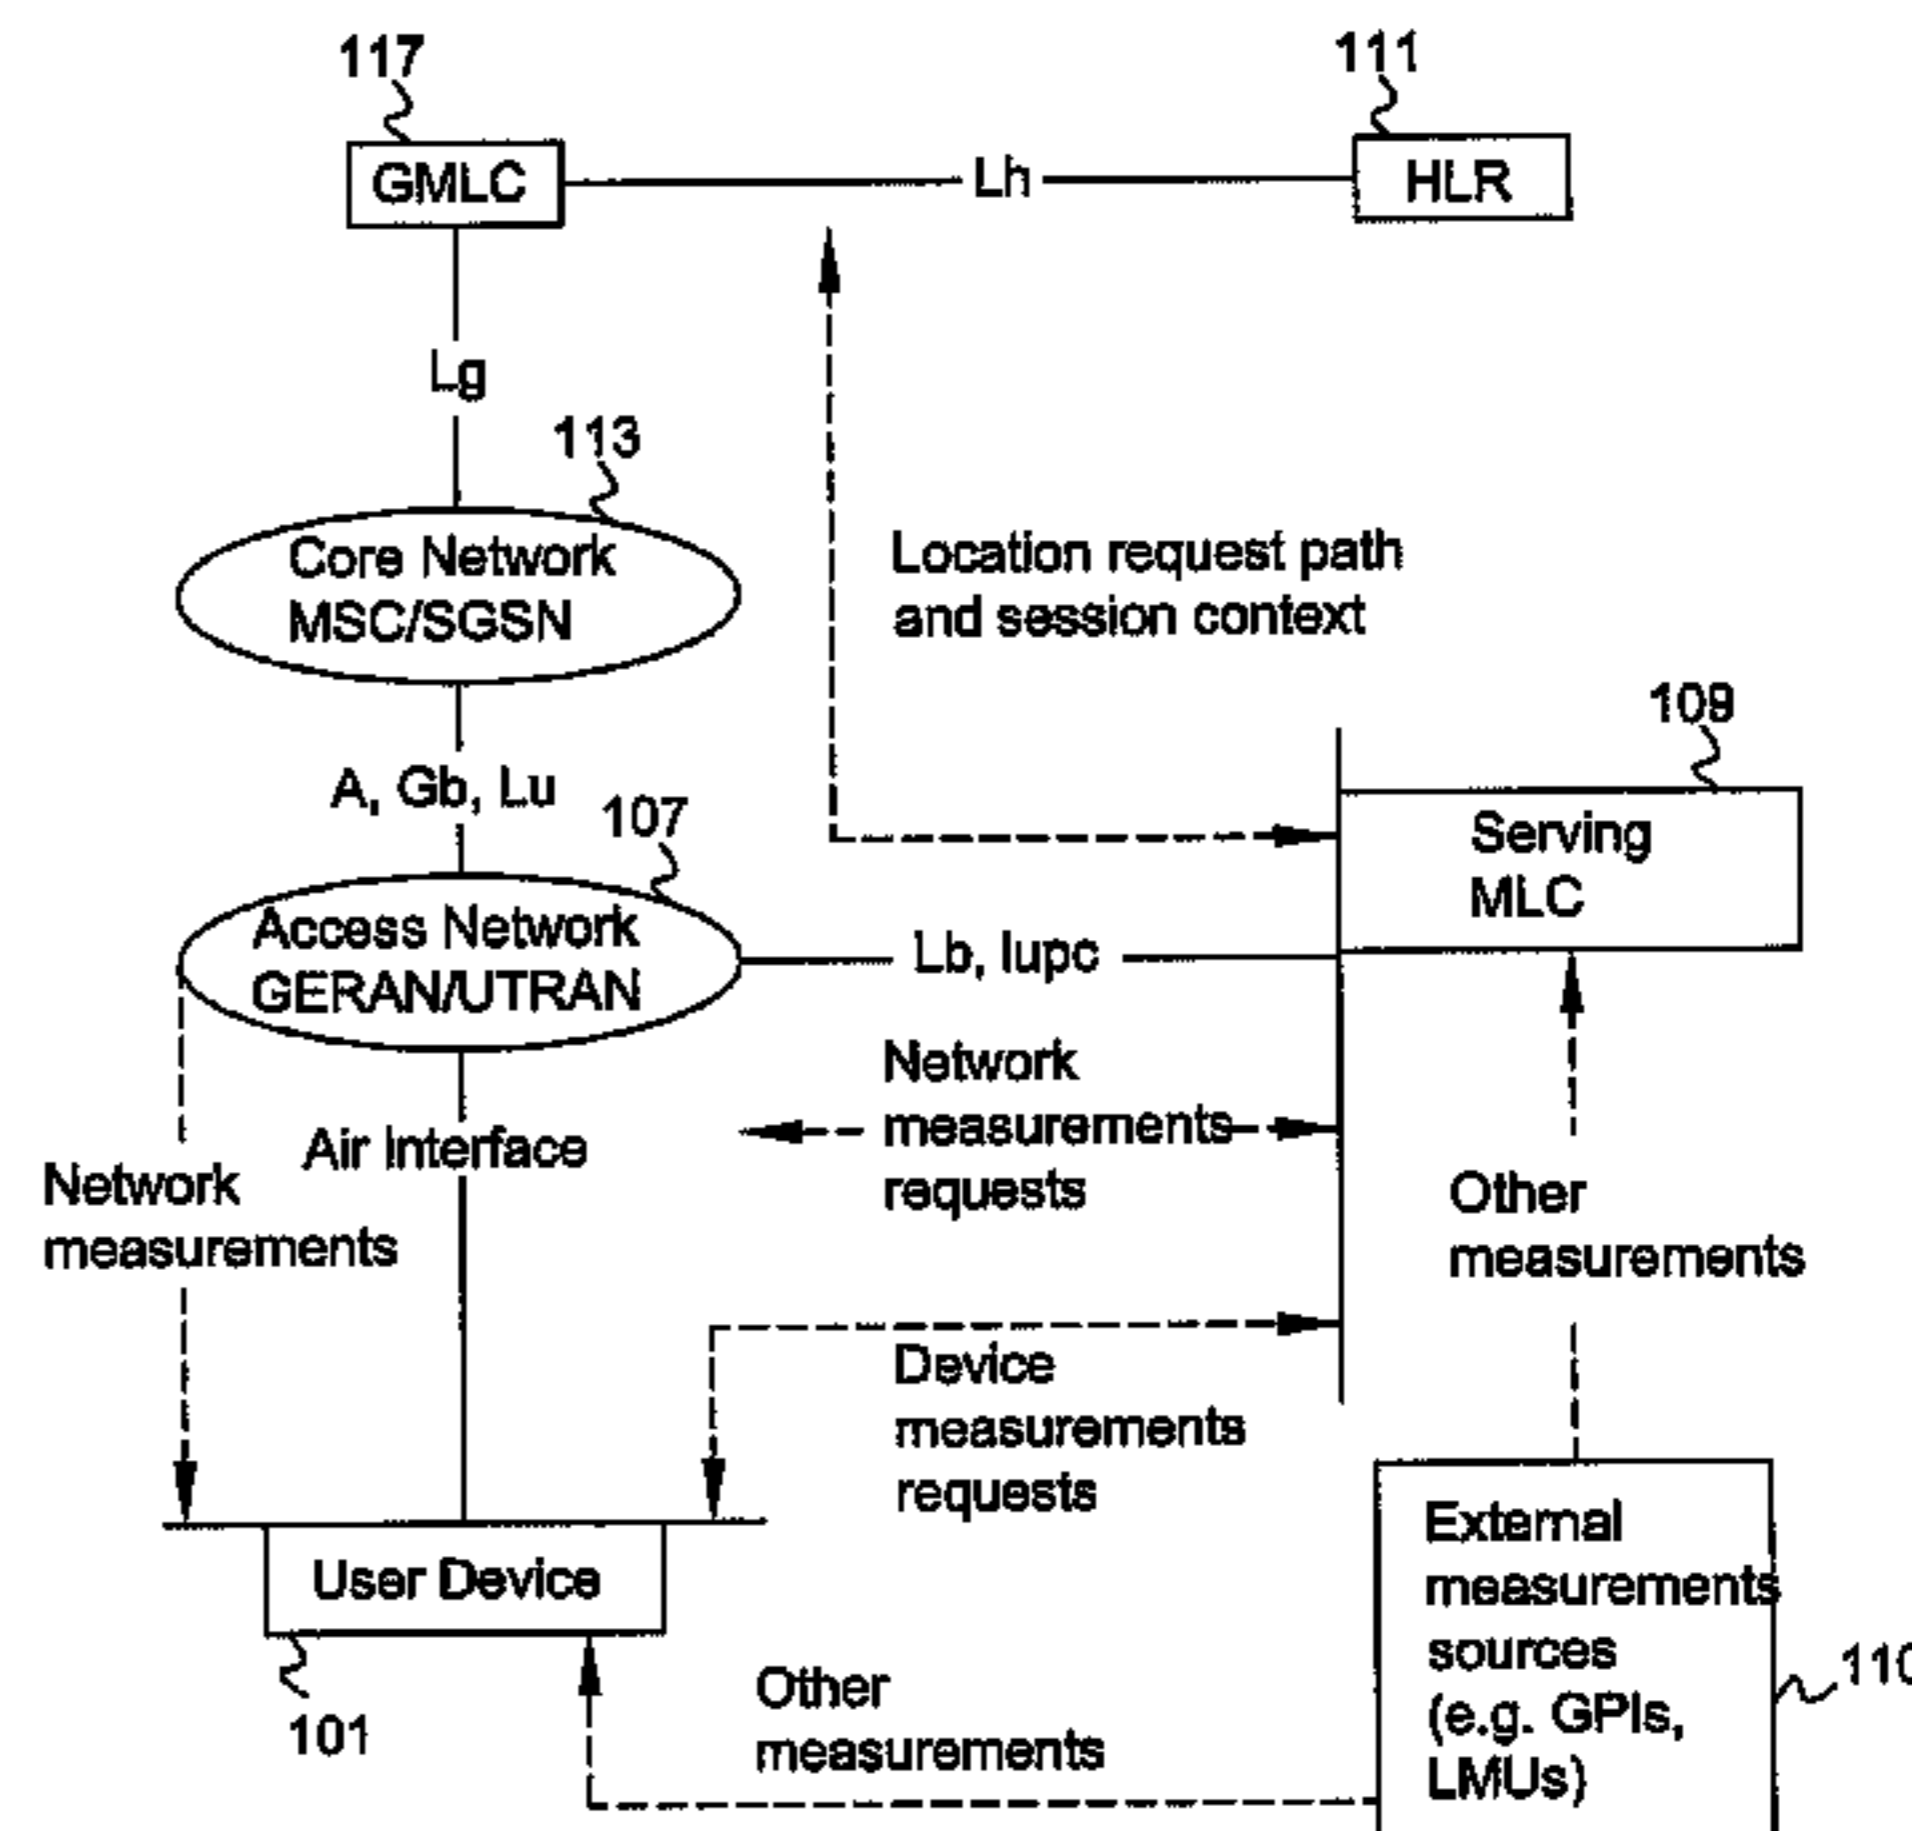 117
111
GMLC
Lh
HLR
Lg
113
Core Network
MSC/SGSN
Location request path
and session context
109
A, Gb, Lu
107
Serving
MLC
Access Network
GERAN/UTRAN
Lb, Iupc
Network
measurements
requests
Air Interface
Network
measurements
Other
measurements
Device
measurements
requests
User Device
External
measurements
sources
(e.g. GPIs,
LMUs)
110
101
Other
measurements